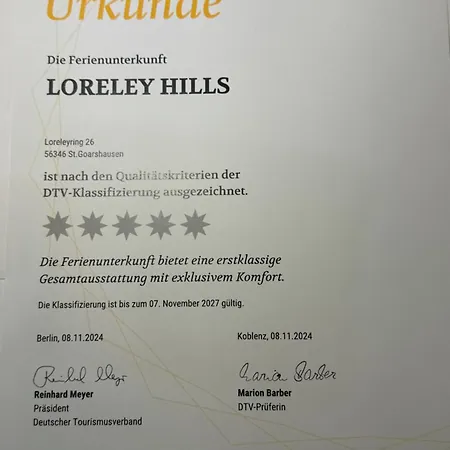 Urkunde
Die Ferienunterkunft
LORELEY HILLS
Loreleyring 26
56346 St.Goarshausen
ist nach den Qualitätskriterien der
DTV-Klassifizierung ausgezeichnet.
Die Ferienunterkunft bietet eine erstklassige
Gesamtausstattung mit exklusivem Komfort.
Die Klassifizierung ist bis zum 07. November 2027 gültig.
Berlin, 08.11.2024
Koblenz, 08.11.2024
Reinhard Meyer
Präsident
Deutscher Tourismusverband
Marion Barber
Marion Barber
DTV-Prüferin